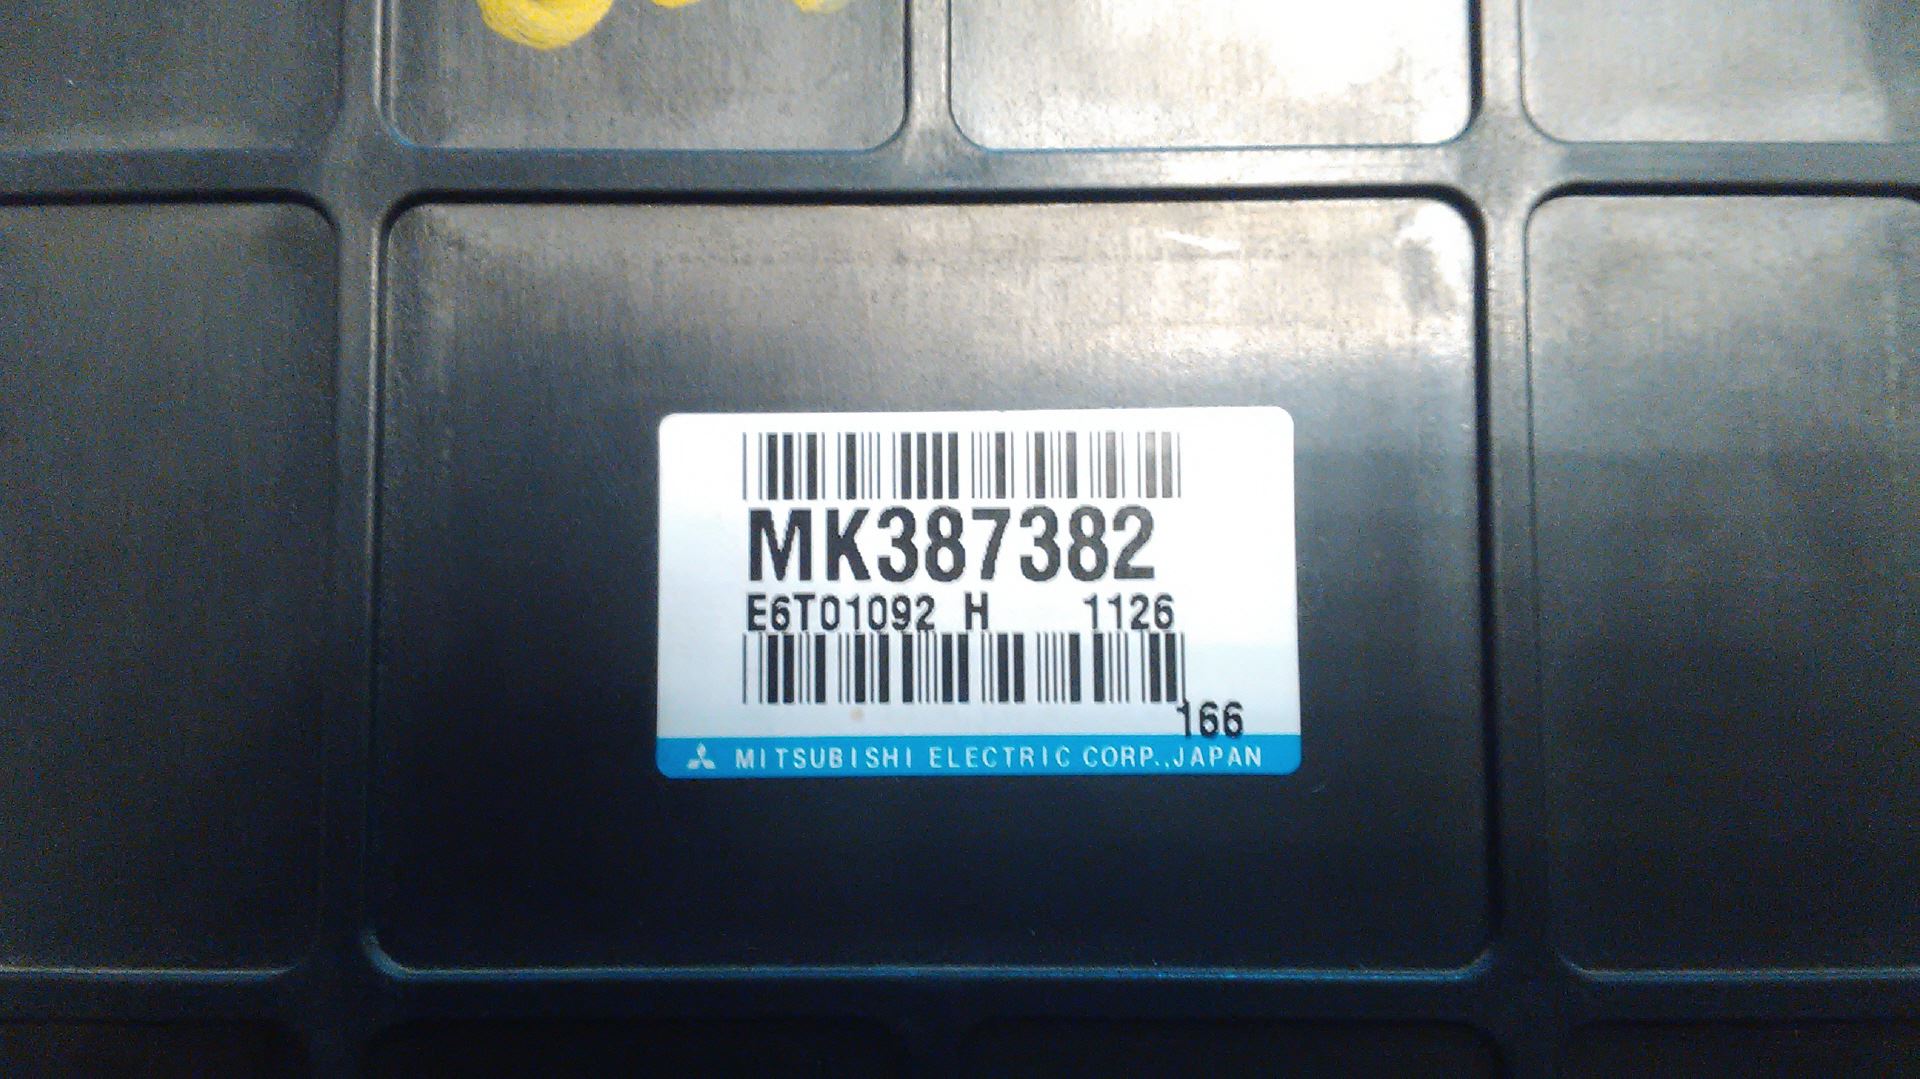 MK387382
E6T01092 H 1126
166
MITSUBISHI ELECTRIC CORP.,JAPAN